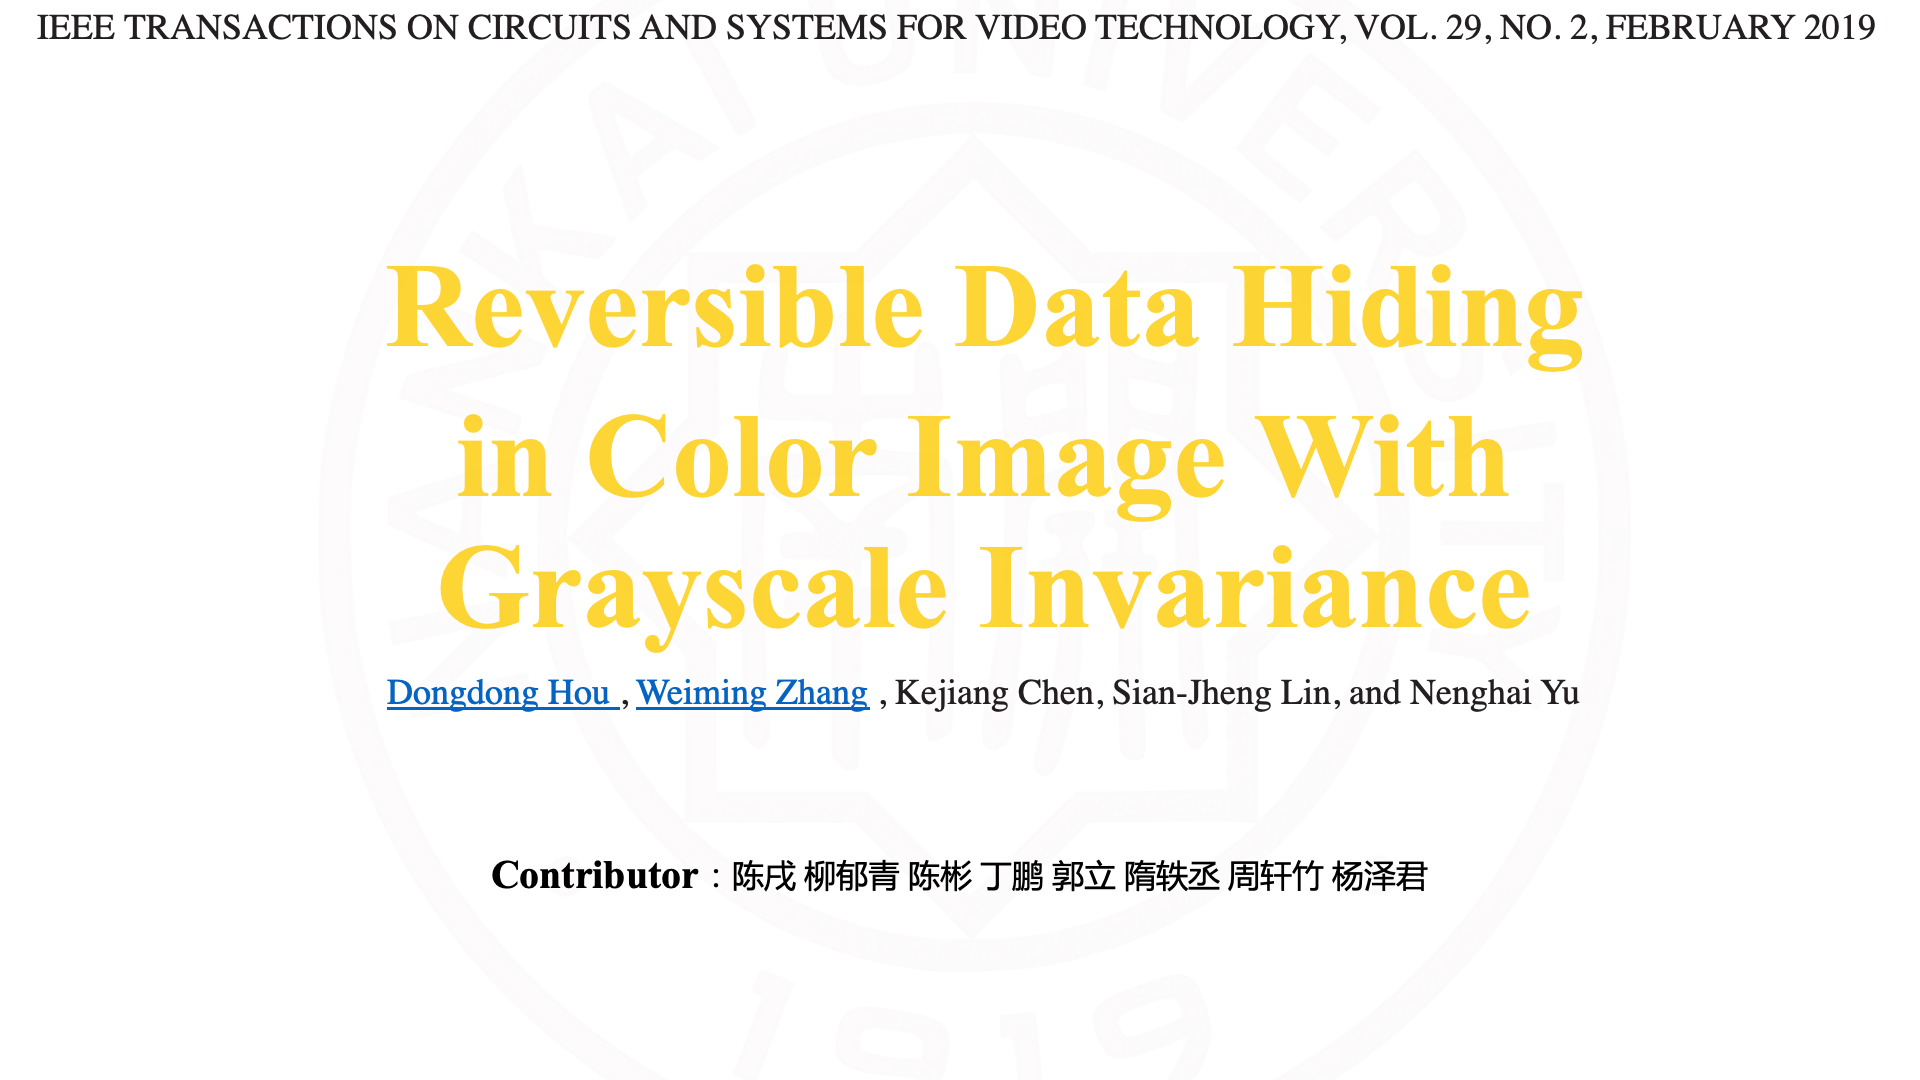 IEEE TRANSACTIONS ON CIRCUITS AND SYSTEMS FOR VIDEO TECHNOLOGY, VOL. 29, NO. 2, FEBRUARY 2019
Reversible Data Hiding
in Color Image With
Grayscale Invariance
Dongdong Hou , Weiming Zhang , Kejiang Chen, Sian-Jheng Lin, and Nenghai Yu
Contributor：陈戌 柳郁青 陈彬 丁鹏 郭立 隋轶丞 周轩竹 杨泽君
NANKAI UNIVERSITY
1919